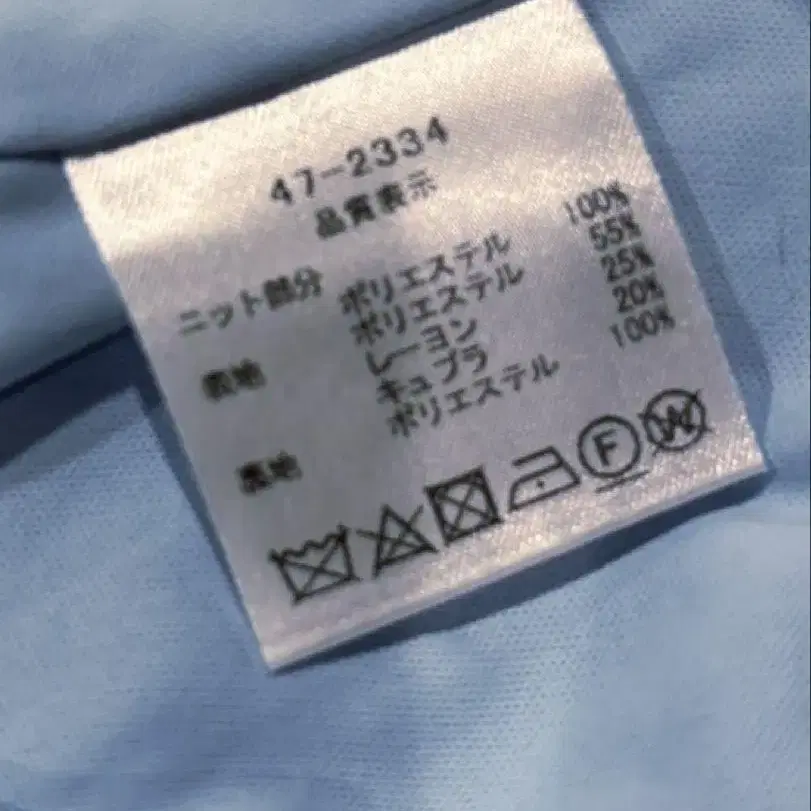 47-2334
品質表示
ニット部分 ポリエステル 100%
表地 ポリエステル 55%
レーヨン 25%
キュプラ 20%
裏地 ポリエステル 100%
F W